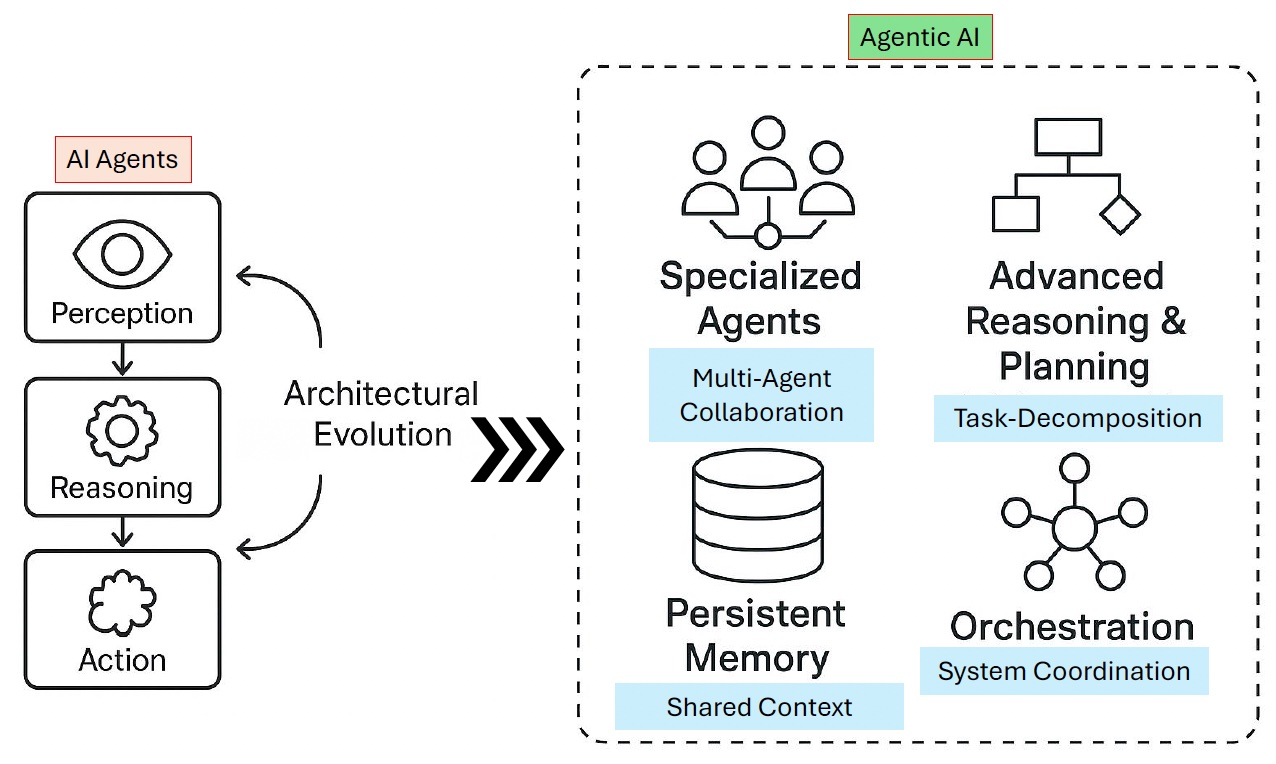 AI Agents
Perception
Reasoning
Action
Architectural
Evolution
Agentic AI
Specialized
Agents
Multi-Agent
Collaboration
Advanced
Reasoning &
Planning
Task-Decomposition
Persistent
Memory
Shared Context
Orchestration
System Coordination